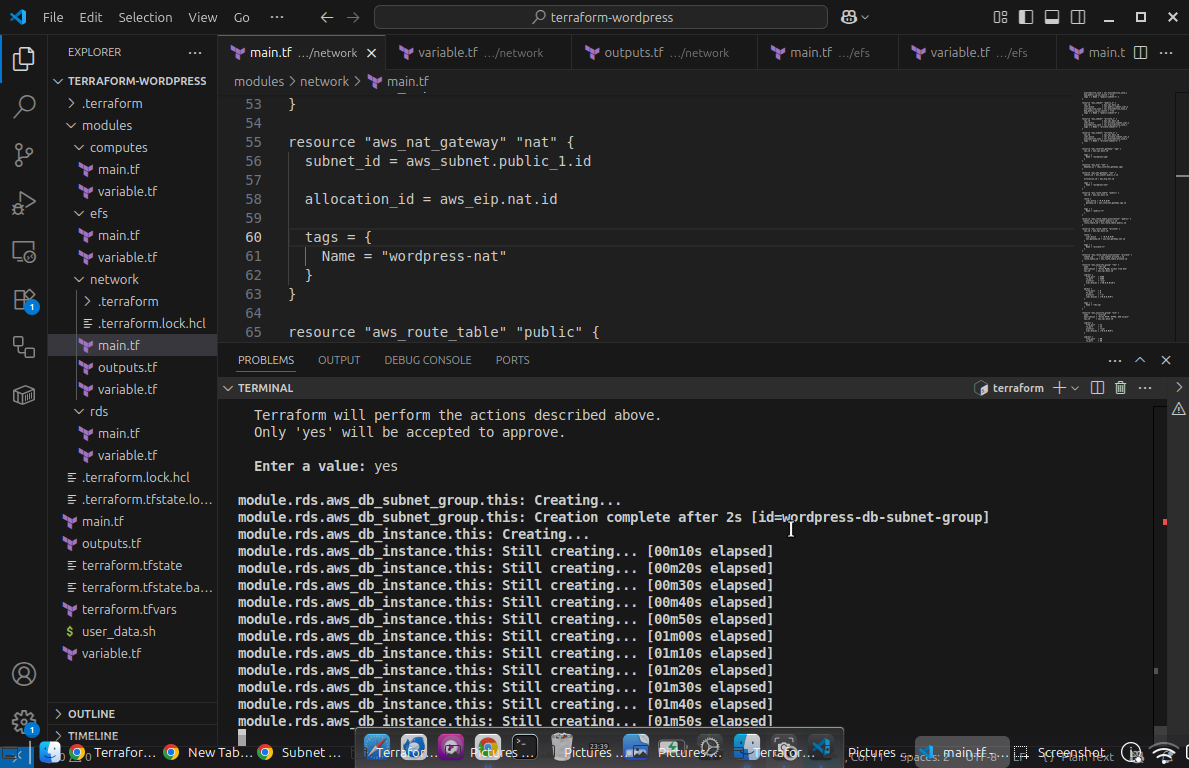 File Edit Selection View Go ··· terraform-wordpress
EXPLORER ···
TERRAFORM-WORDPRESS
.terraform
modules
computes
main.tf
variable.tf
efs
main.tf
variable.tf
network
.terraform
.terraform.lock.hcl
main.tf
outputs.tf
variable.tf
rds
main.tf
variable.tf
.terraform.lock.hcl
.terraform.tfstate.lo...
main.tf
outputs.tf
terraform.tfstate
terraform.tfstate.ba...
terraform.tfvars
$ user_data.sh
variable.tf
OUTLINE
TIMELINE
1
1
main.tf .../network variable.tf .../network outputs.tf .../network main.tf .../efs variable.tf .../efs main.t ···
modules > network > main.tf
53 }
54
55 resource "aws_nat_gateway" "nat" {
56 subnet_id = aws_subnet.public_1.id
57
58 allocation_id = aws_eip.nat.id
59
60 tags = {
61 Name = "wordpress-nat"
62 }
63 }
64
65 resource "aws_route_table" "public" {
PROBLEMS OUTPUT DEBUG CONSOLE PORTS ···
TERMINAL terraform ···
Terraform will perform the actions described above.
Only 'yes' will be accepted to approve.
Enter a value: yes
module.rds.aws_db_subnet_group.this: Creating...
module.rds.aws_db_subnet_group.this: Creation complete after 2s [id=wordpress-db-subnet-group]
module.rds.aws_db_instance.this: Creating...
module.rds.aws_db_instance.this: Still creating... [00m10s elapsed]
module.rds.aws_db_instance.this: Still creating... [00m20s elapsed]
module.rds.aws_db_instance.this: Still creating... [00m30s elapsed]
module.rds.aws_db_instance.this: Still creating... [00m40s elapsed]
module.rds.aws_db_instance.this: Still creating... [00m50s elapsed]
module.rds.aws_db_instance.this: Still creating... [01m00s elapsed]
module.rds.aws_db_instance.this: Still creating... [01m10s elapsed]
module.rds.aws_db_instance.this: Still creating... [01m20s elapsed]
module.rds.aws_db_instance.this: Still creating... [01m30s elapsed]
module.rds.aws_db_instance.this: Still creating... [01m40s elapsed]
module.rds.aws_db_instance.this: Still creating... [01m50s elapsed]
Terrafor... New Tab... Subnet ... Terrafor... Pictures ... 23:39 Pictures ... Pictures... Terrafor... Pictures main.tf -... Screenshot
Spaces: 2 UTF-8 LF {} Plain Text